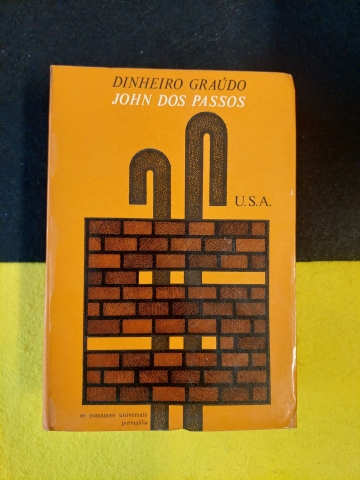 DINHEIRO GRAÚDO
JOHN DOS PASSOS
U.S.A.
os romances universais
portugália